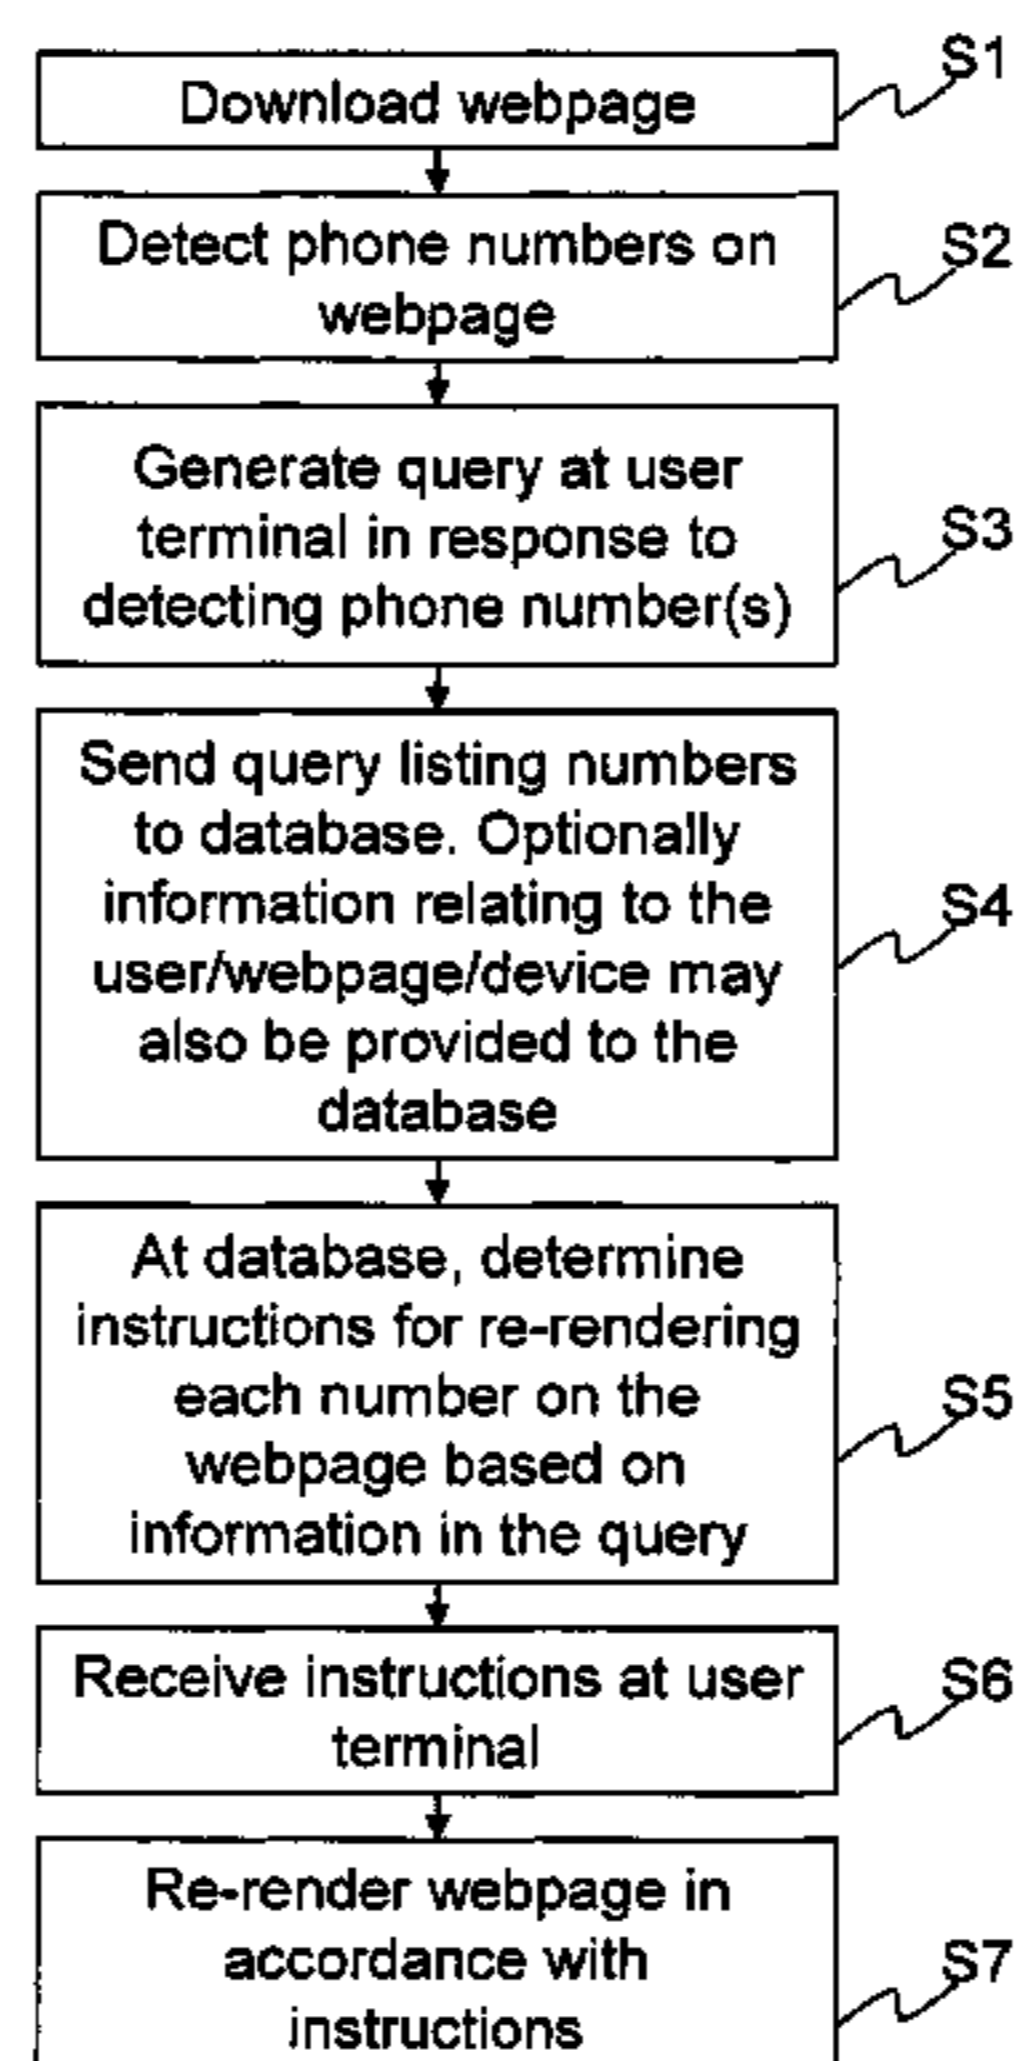 S1
Download webpage
Detect phone numbers on
webpage
S2
Generate query at user
terminal in response to
detecting phone number(s)
S3
Send query listing numbers
to database. Optionally
information relating to the
user/webpage/device may
also be provided to the
database
S4
At database, determine
instructions for re-rendering
each number on the
webpage based on
information in the query
S5
Receive instructions at user
terminal
S6
Re-render webpage in
accordance with
instructions
S7